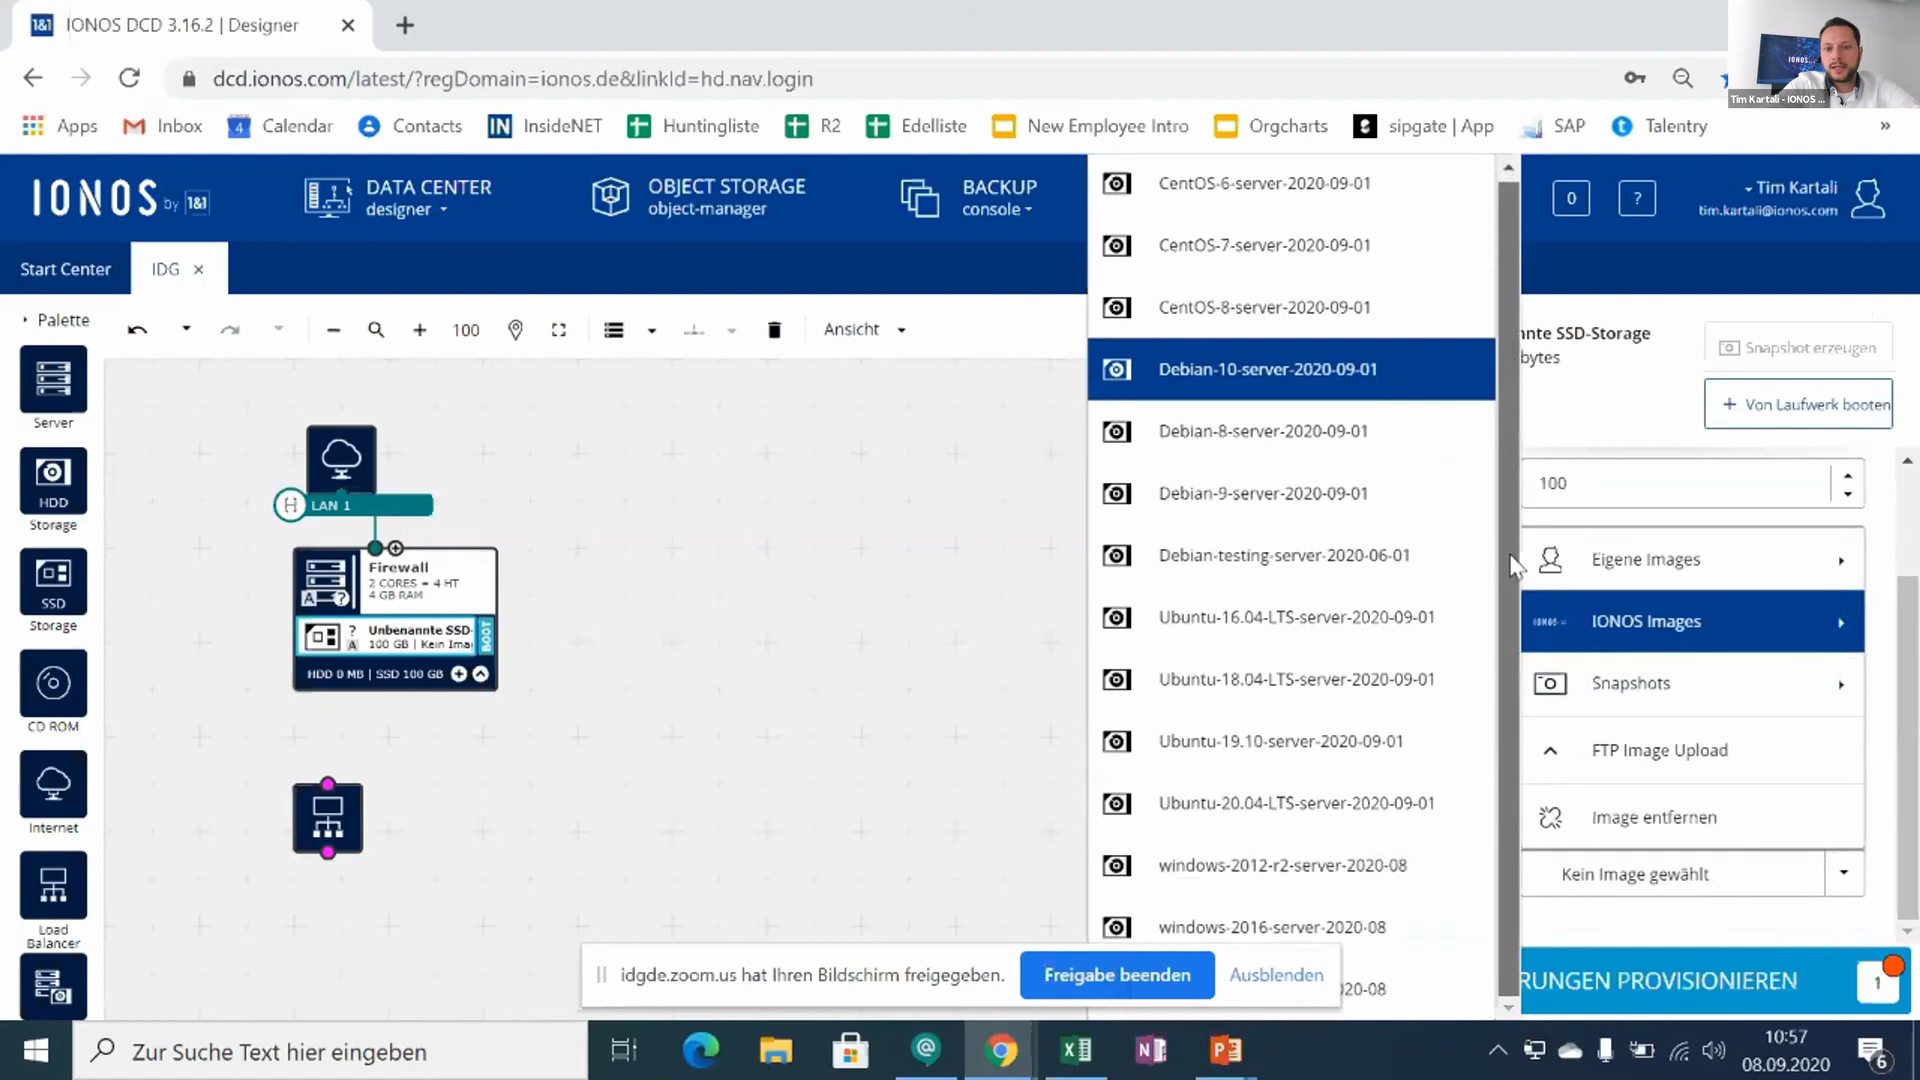 IONOS DCD 3.16.2 | Designer
dcd.ionos.com/latest/?regDomain=ionos.de&linkId=hd.nav.login
IONOS
Tim Kartali - IONOS ...
Apps
Inbox
4
Calendar
Contacts
IN
InsideNET
Huntingliste
R2
Edelliste
New Employee Intro
Orgcharts
sipgate | App
SAP
Talentry
»
IONOS by 1&1
DATA CENTER
designer
OBJECT STORAGE
object-manager
BACKUP
console
0
?
Tim Kartali
tim.kartali@ionos.com
Start Center
IDG
Palette
100
Ansicht
Server
HDD
Storage
SSD
Storage
CD ROM
Internet
Load
Balancer
LAN 1
Firewall
2 CORES = 4 HT
4 GB RAM
A ?
Unbenannte SSD-
? A
100 GB | Kein Ima
BOOT
HDD 0 MB | SSD 100 GB
CentOS-6-server-2020-09-01
CentOS-7-server-2020-09-01
CentOS-8-server-2020-09-01
Debian-10-server-2020-09-01
Debian-8-server-2020-09-01
Debian-9-server-2020-09-01
Debian-testing-server-2020-06-01
Ubuntu-16.04-LTS-server-2020-09-01
Ubuntu-18.04-LTS-server-2020-09-01
Ubuntu-19.10-server-2020-09-01
Ubuntu-20.04-LTS-server-2020-09-01
windows-2012-r2-server-2020-08
windows-2016-server-2020-08
20-08
nnte SSD-Storage
bytes
Snapshot erzeugen
+ Von Laufwerk booten
100
Eigene Images
IONOS Images
Snapshots
FTP Image Upload
Image entfernen
Kein Image gewählt
RUNGEN PROVISIONIEREN
1
idgde.zoom.us hat Ihren Bildschirm freigegeben.
Freigabe beenden
Ausblenden
Zur Suche Text hier eingeben
10:57
08.09.2020
6